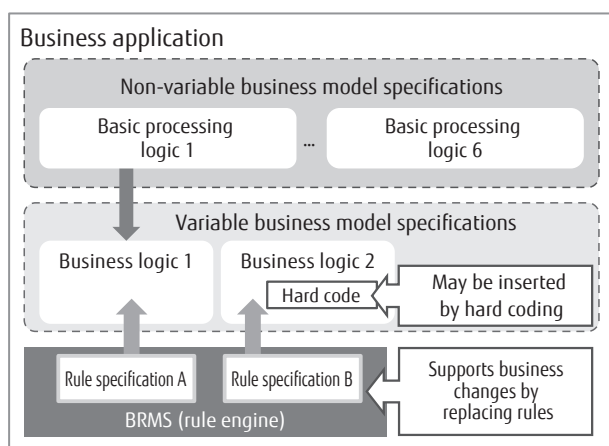 Business application
Non-variable business model specifications
Basic processing
logic 1
...
Basic processing
logic 6
Variable business model specifications
Business logic 1
Business logic 2
Hard code
May be inserted
by hard coding
Rule specification A
Rule specification B
BRMS (rule engine)
Supports business
changes by
replacing rules